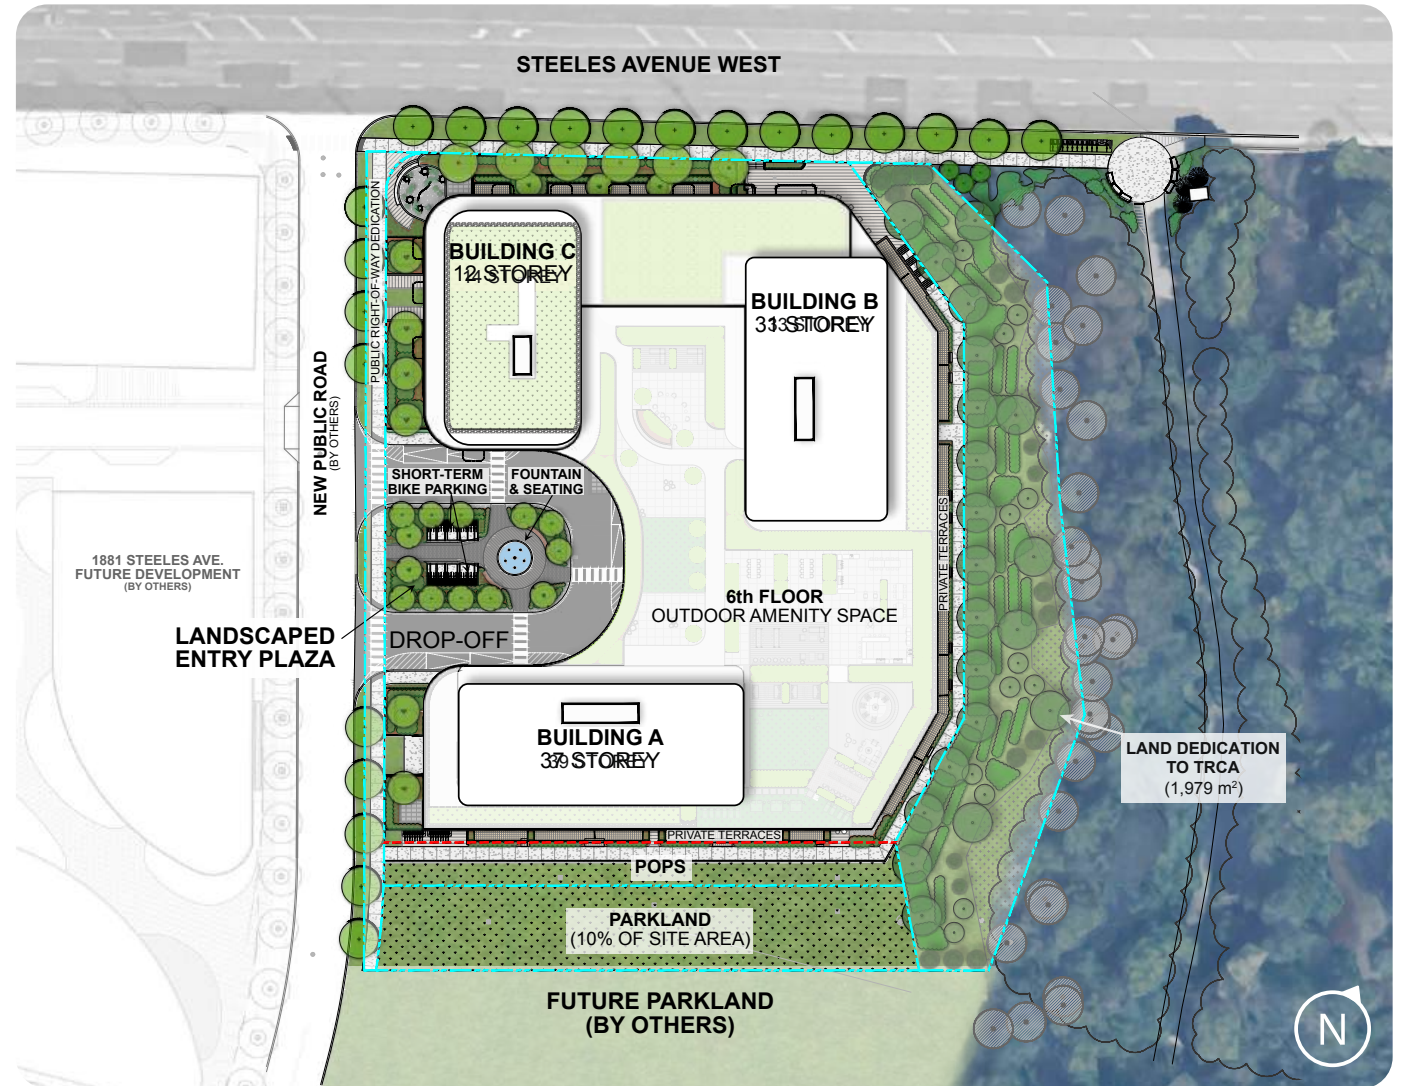 STEELES AVENUE WEST
PUBLIC RIGHT-OF-WAY DEDICATION
BUILDING C
STOREY
BUILDING B
STOREY
NEW PUBLIC ROAD
(BY OTHERS)
SHORT-TERM
BIKE PARKING
FOUNTAIN
& SEATING
PRIVATE TERRACES
1881 STEELES AVE.
FUTURE DEVELOPMENT
(BY OTHERS)
6th FLOOR
OUTDOOR AMENITY SPACE
LANDSCAPED
ENTRY PLAZA
DROP-OFF
BUILDING A
STOREY
LAND DEDICATION
TO TRCA
(1,979 m²)
PRIVATE TERRACES
POPS
PARKLAND
(10% OF SITE AREA)
FUTURE PARKLAND
(BY OTHERS)
N